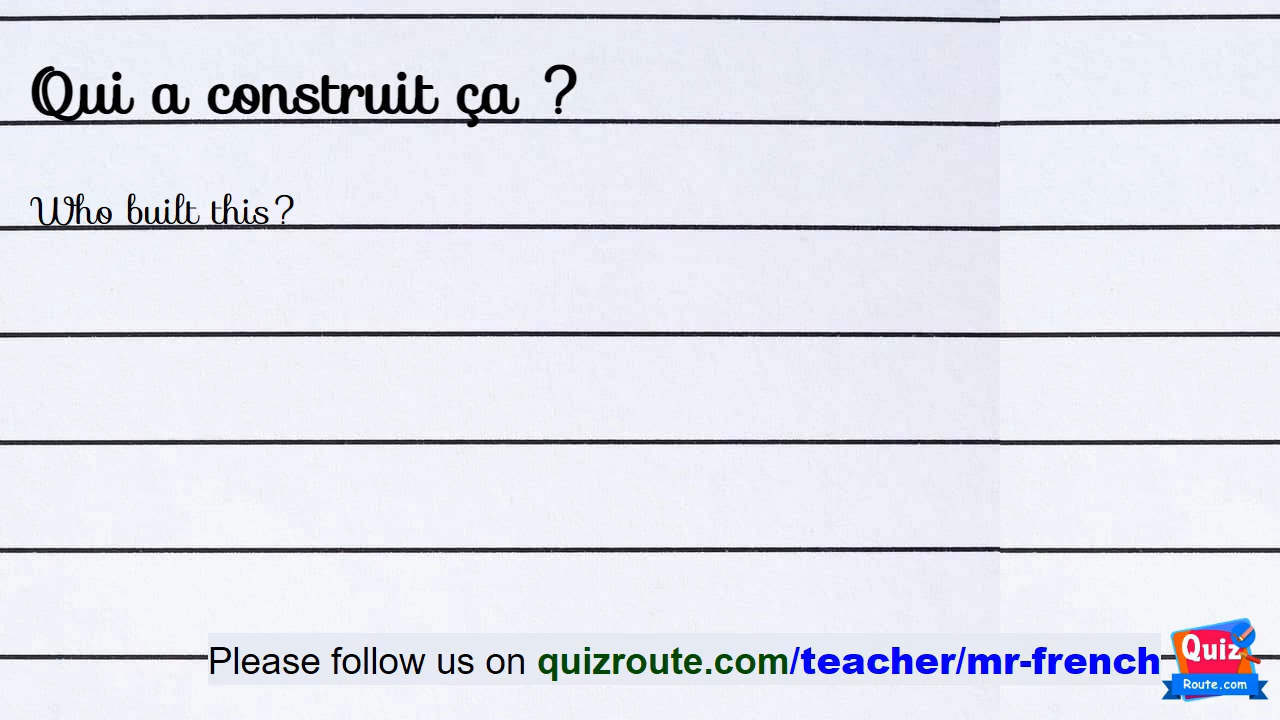 Qui a construit ça ?
Who built this?
Please follow us on quizroute.com/teacher/mr-french
Quiz
Route.com